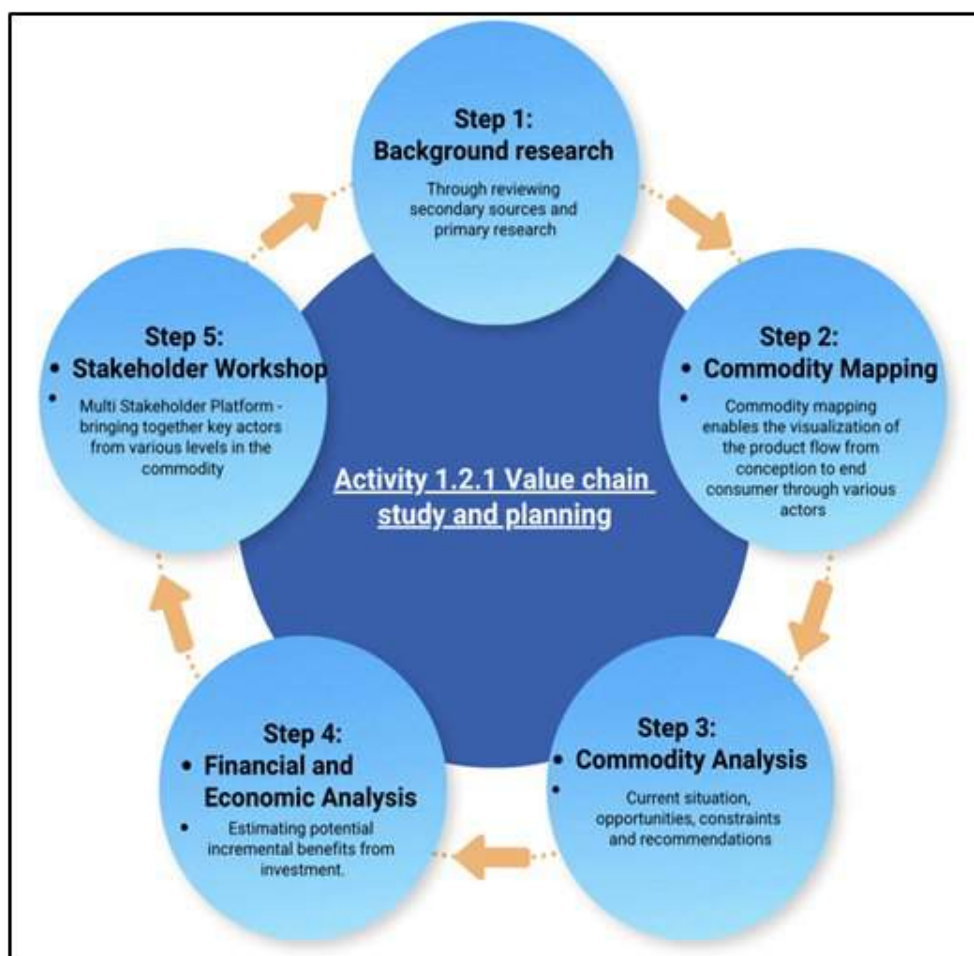 Step 1:
Background research
Through reviewing
secondary sources and
primary research
Step 2:
• Commodity Mapping
• Commodity mapping
enables the visualization of
the product flow from
conception to end
consumer through various
actors
Step 3:
• Commodity Analysis
• Current situation,
opportunities, constraints
and recommendations
Step 4:
• Financial and
Economic Analysis
• Estimating potential
incremental benefits from
investment.
Step 5:
• Stakeholder Workshop
• Multi Stakeholder Platform -
bringing together key actors
from various levels in the
commodity
Activity 1.2.1 Value chain
study and planning